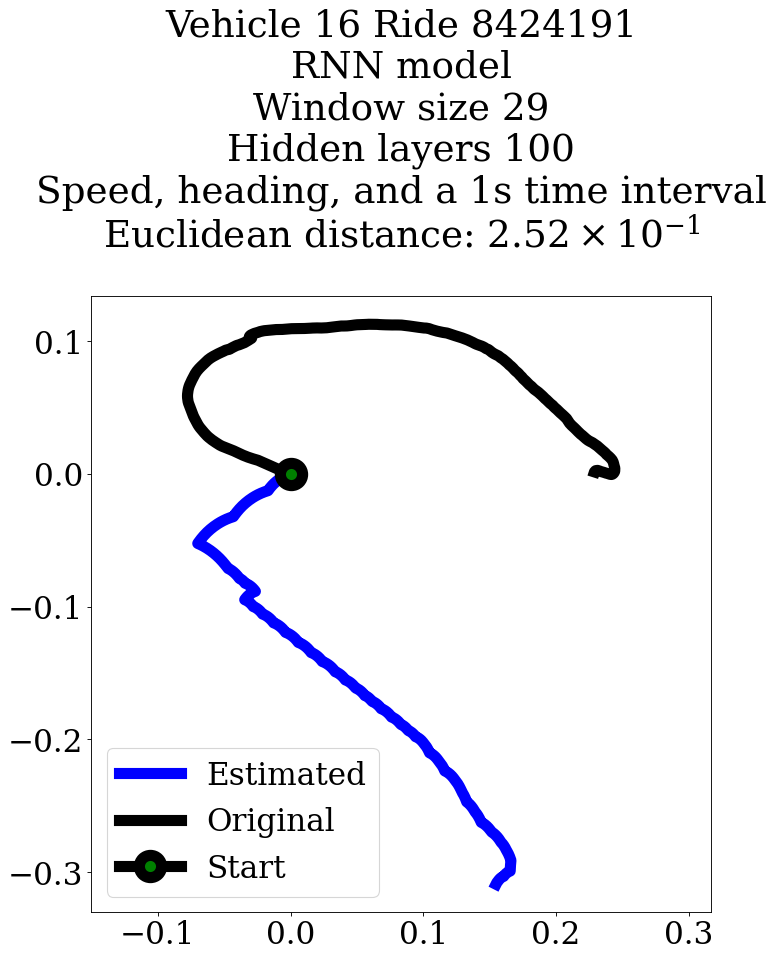 Vehicle 16 Ride 8424191
RNN model
Window size 29
Hidden layers 100
Speed, heading, and a 1s time interval
Euclidean distance: 2.52 × 10⁻¹
0.1
0.0
−0.1
−0.2
−0.3
Estimated
Original
Start
−0.1 0.0 0.1 0.2 0.3